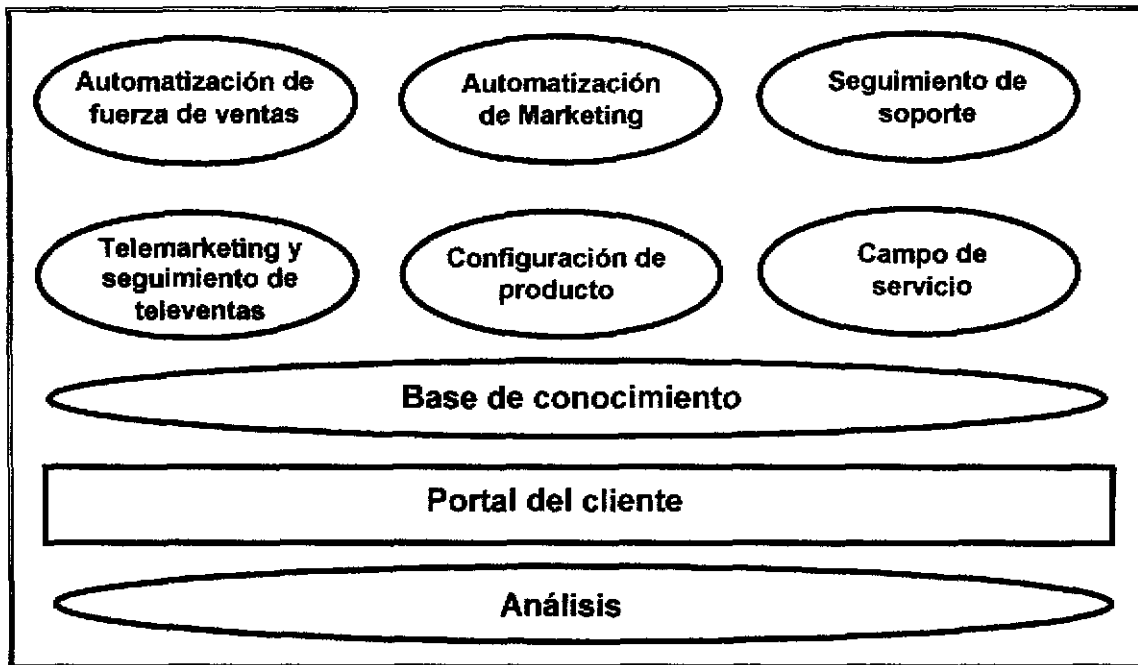 Automatización de
fuerza de ventas
Automatización
de Marketing
Seguimiento de
soporte
Telemarketing y
seguimiento de
televentas
Configuración de
producto
Campo de
servicio
Base de conocimiento
Portal del cliente
Análisis